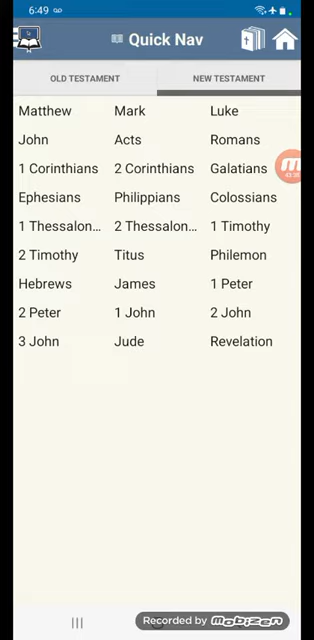 6:49
Quick Nav
OLD TESTAMENT NEW TESTAMENT
Matthew Mark Luke
John Acts Romans
1 Corinthians 2 Corinthians Galatians
Ephesians Philippians Colossians
1 Thessalon... 2 Thessalon... 1 Timothy
2 Timothy Titus Philemon
Hebrews James 1 Peter
2 Peter 1 John 2 John
3 John Jude Revelation
Recorded by mobizen